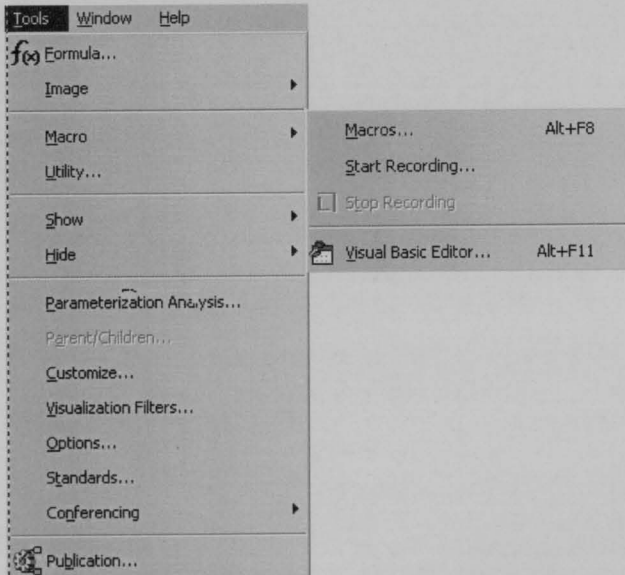 Tools Window Help
f(x) Formula...
Image
Macro
Utility...
Show
Hide
Parameterization Analysis...
Parent/Children...
Customize...
Visualization Filters...
Options...
Standards...
Conferencing
Publication...
Macros... Alt+F8
Start Recording...
Stop Recording
Visual Basic Editor... Alt+F11